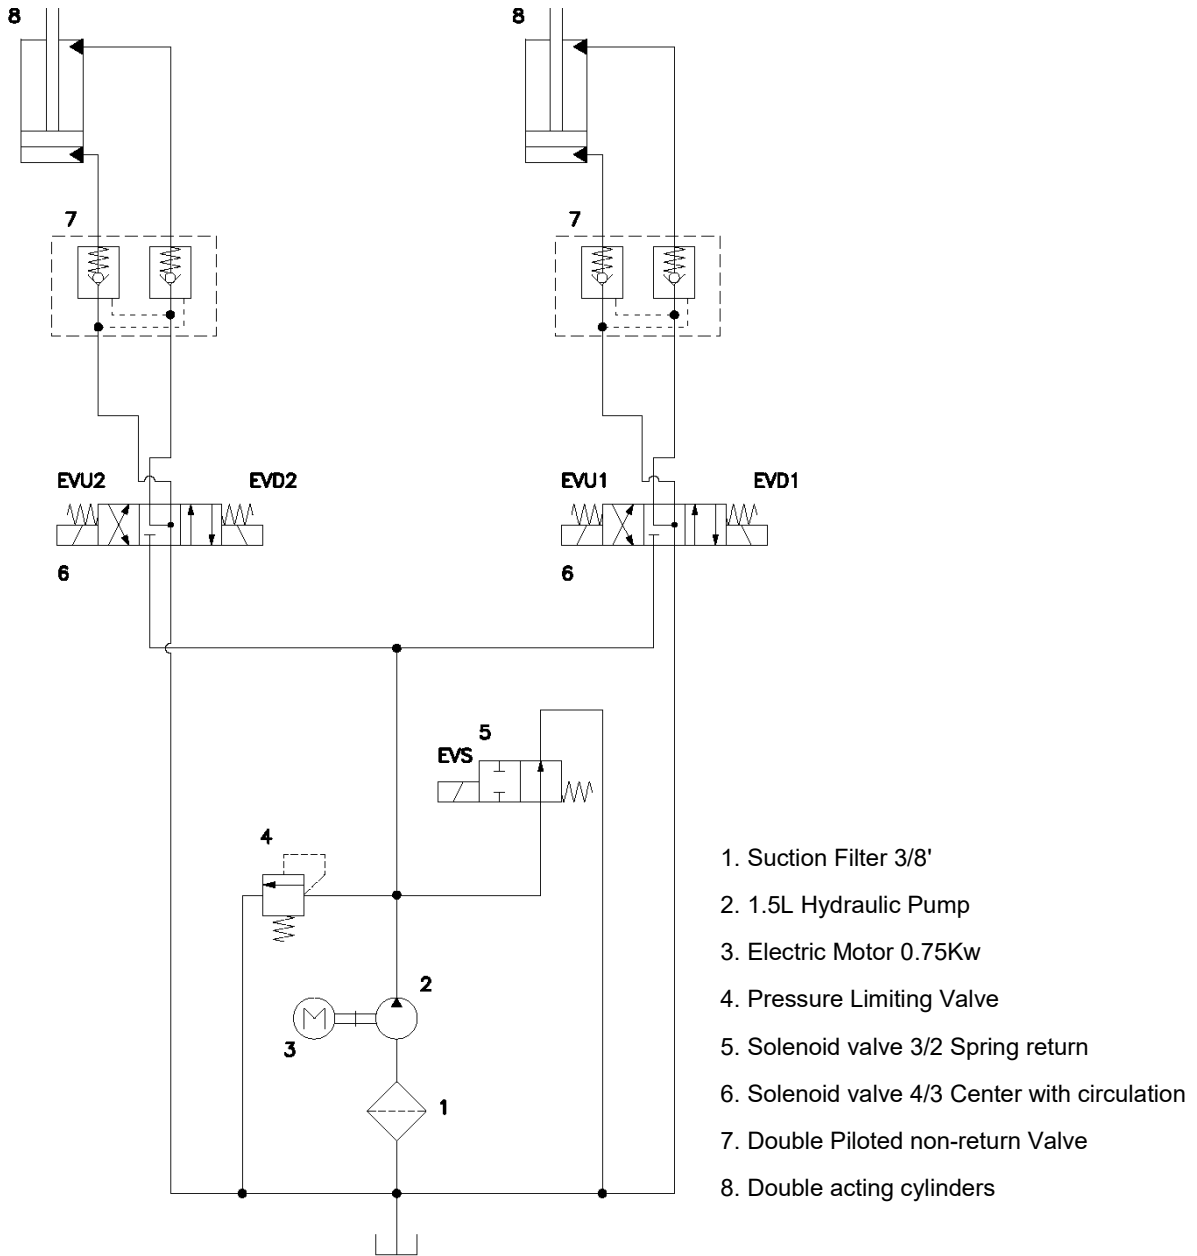 8
8
7
7
EVU2
EVD2
EVU1
EVD1
6
6
5
EVS
4
2
M
3
1
1. Suction Filter 3/8'
2. 1.5L Hydraulic Pump
3. Electric Motor 0.75Kw
4. Pressure Limiting Valve
5. Solenoid valve 3/2 Spring return
6. Solenoid valve 4/3 Center with circulation
7. Double Piloted non-return Valve
8. Double acting cylinders